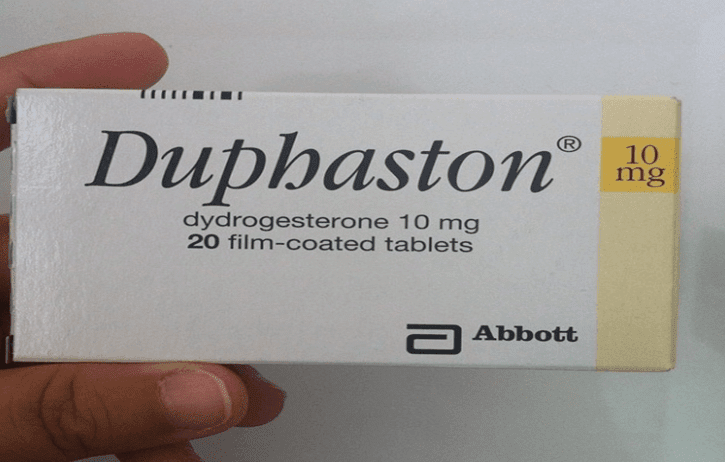 Duphaston®
10
mg
dydrogesterone 10 mg
20 film-coated tablets
Abbott